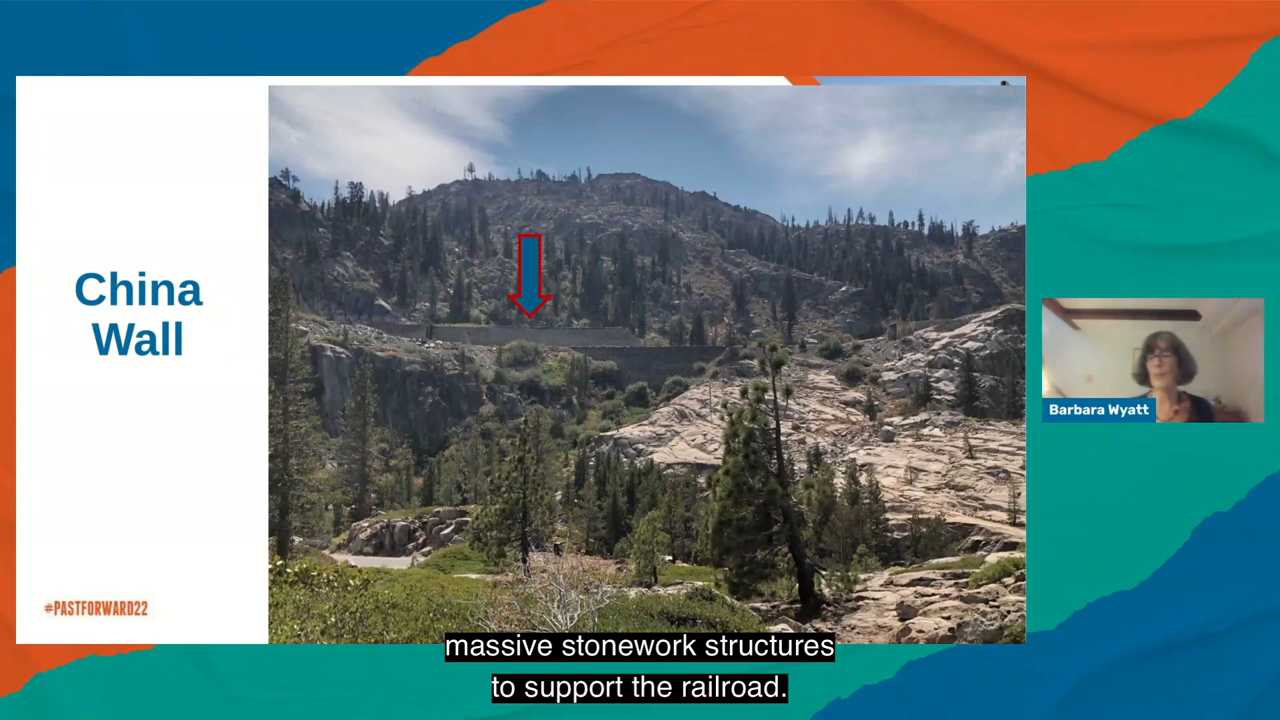 China
Wall
#PASTFORWARD22
Barbara Wyatt
massive stonework structures
to support the railroad.